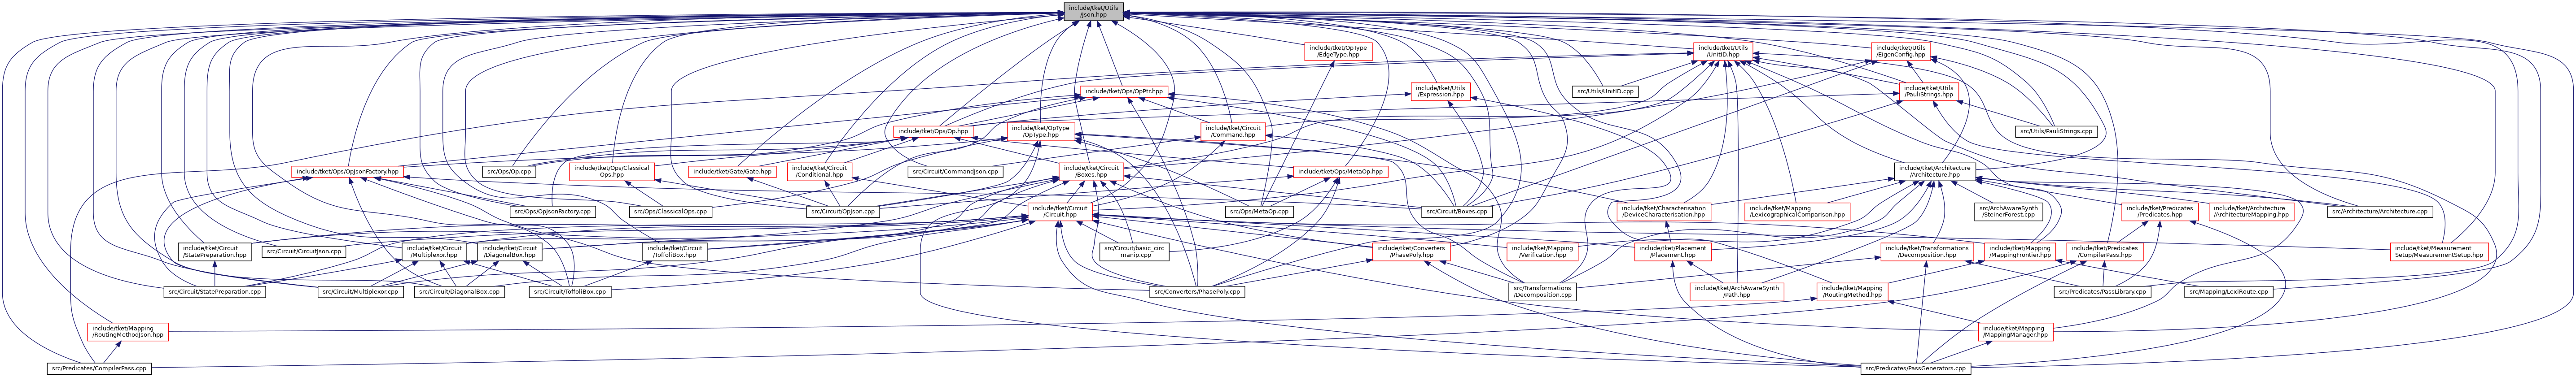 include/tket/Utils
/Json.hpp
include/tket/OpType
/EdgeType.hpp
include/tket/Utils
/UnitID.hpp
include/tket/Utils
/EigenConfig.hpp
include/tket/Ops/OpPtr.hpp
include/tket/Utils
/Expression.hpp
src/Utils/UnitID.cpp
include/tket/Utils
/PauliStrings.hpp
include/tket/Ops/Op.hpp
include/tket/OpType
/OpType.hpp
include/tket/Circuit
/Command.hpp
src/Utils/PauliStrings.cpp
include/tket/Ops/OpJsonFactory.hpp
src/Ops/Op.cpp
include/tket/Ops/Classical
Ops.hpp
include/tket/Gate/Gate.hpp
include/tket/Circuit
/Conditional.hpp
src/Circuit/CommandJson.cpp
include/tket/Circuit
/Boxes.hpp
include/tket/Ops/MetaOp.hpp
include/tket/Architecture
/Architecture.hpp
src/Ops/OpJsonFactory.cpp
src/Ops/ClassicalOps.cpp
src/Circuit/OpJson.cpp
include/tket/Circuit
/Circuit.hpp
src/Ops/MetaOp.cpp
src/Circuit/Boxes.cpp
include/tket/Characterisation
/DeviceCharacterisation.hpp
include/tket/Mapping
/LexicographicalComparison.hpp
src/ArchAwareSynth
/SteinerForest.cpp
include/tket/Predicates
/Predicates.hpp
include/tket/Architecture
/ArchitectureMapping.hpp
src/Architecture/Architecture.cpp
include/tket/Circuit
/StatePreparation.hpp
src/Circuit/CircuitJson.cpp
include/tket/Circuit
/Multiplexor.hpp
include/tket/Circuit
/DiagonalBox.hpp
include/tket/Circuit
/ToffoliBox.hpp
src/Circuit/basic_circ
_manip.cpp
include/tket/Converters
/PhasePoly.hpp
include/tket/Mapping
/Verification.hpp
include/tket/Placement
/Placement.hpp
include/tket/Transformations
/Decomposition.hpp
include/tket/Mapping
/MappingFrontier.hpp
include/tket/Predicates
/CompilerPass.hpp
include/tket/Measurement
Setup/MeasurementSetup.hpp
src/Circuit/StatePreparation.cpp
src/Circuit/Multiplexor.cpp
src/Circuit/DiagonalBox.cpp
src/Circuit/ToffoliBox.cpp
src/Converters/PhasePoly.cpp
src/Transformations
/Decomposition.cpp
include/tket/ArchAwareSynth
/Path.hpp
include/tket/Mapping
/RoutingMethod.hpp
src/Predicates/PassLibrary.cpp
src/Mapping/LexiRoute.cpp
include/tket/Mapping
/RoutingMethodJson.hpp
include/tket/Mapping
/MappingManager.hpp
src/Predicates/CompilerPass.cpp
src/Predicates/PassGenerators.cpp